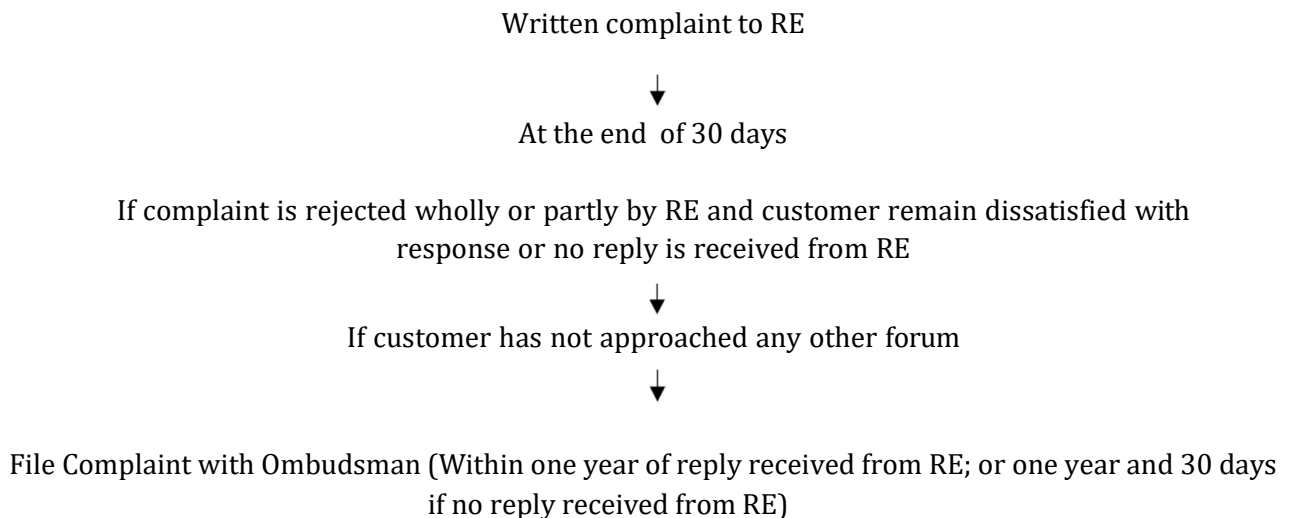 Written complaint to RE
At the end of 30 days
If complaint is rejected wholly or partly by RE and customer remain dissatisfied with
response or no reply is received from RE
If customer has not approached any other forum
File Complaint with Ombudsman (Within one year of reply received from RE; or one year and 30 days
if no reply received from RE)